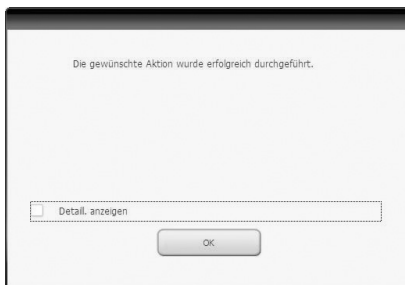 Die gewünschte Aktion wurde erfolgreich durchgeführt.
Detail. anzeigen
OK